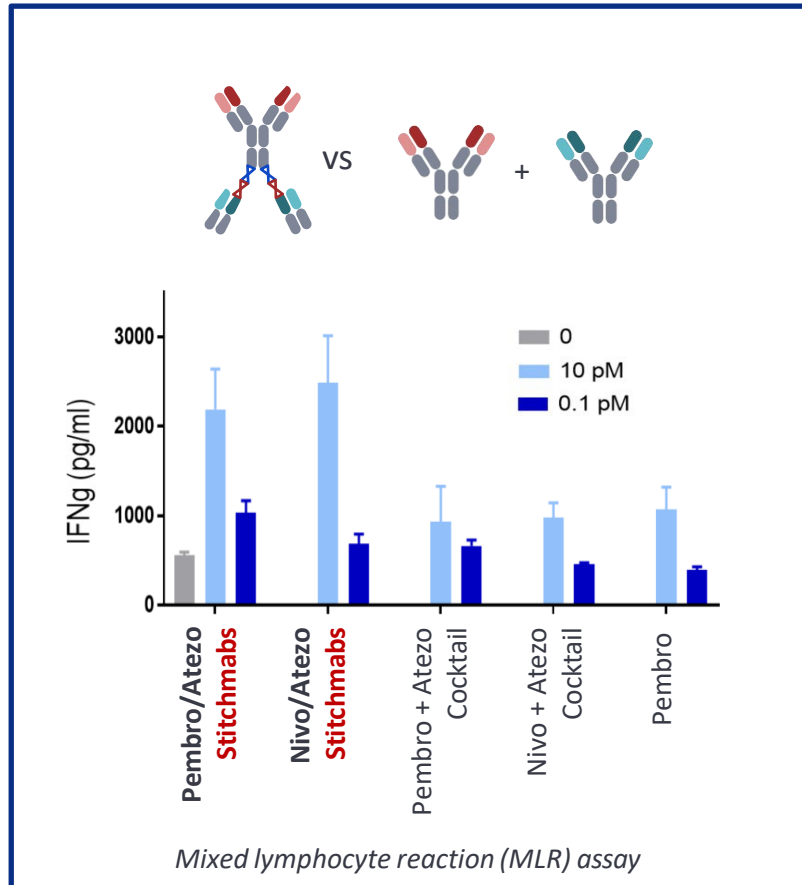 vs
+
3000
2000
1000
0
IFNg (pg/ml)
0
10 pM
0.1 pM
Pembro/Atezo
Stitchmabs
Nivo/Atezo
Stitchmabs
Pembro + Atezo
Cocktail
Nivo + Atezo
Cocktail
Pembro
Mixed lymphocyte reaction (MLR) assay